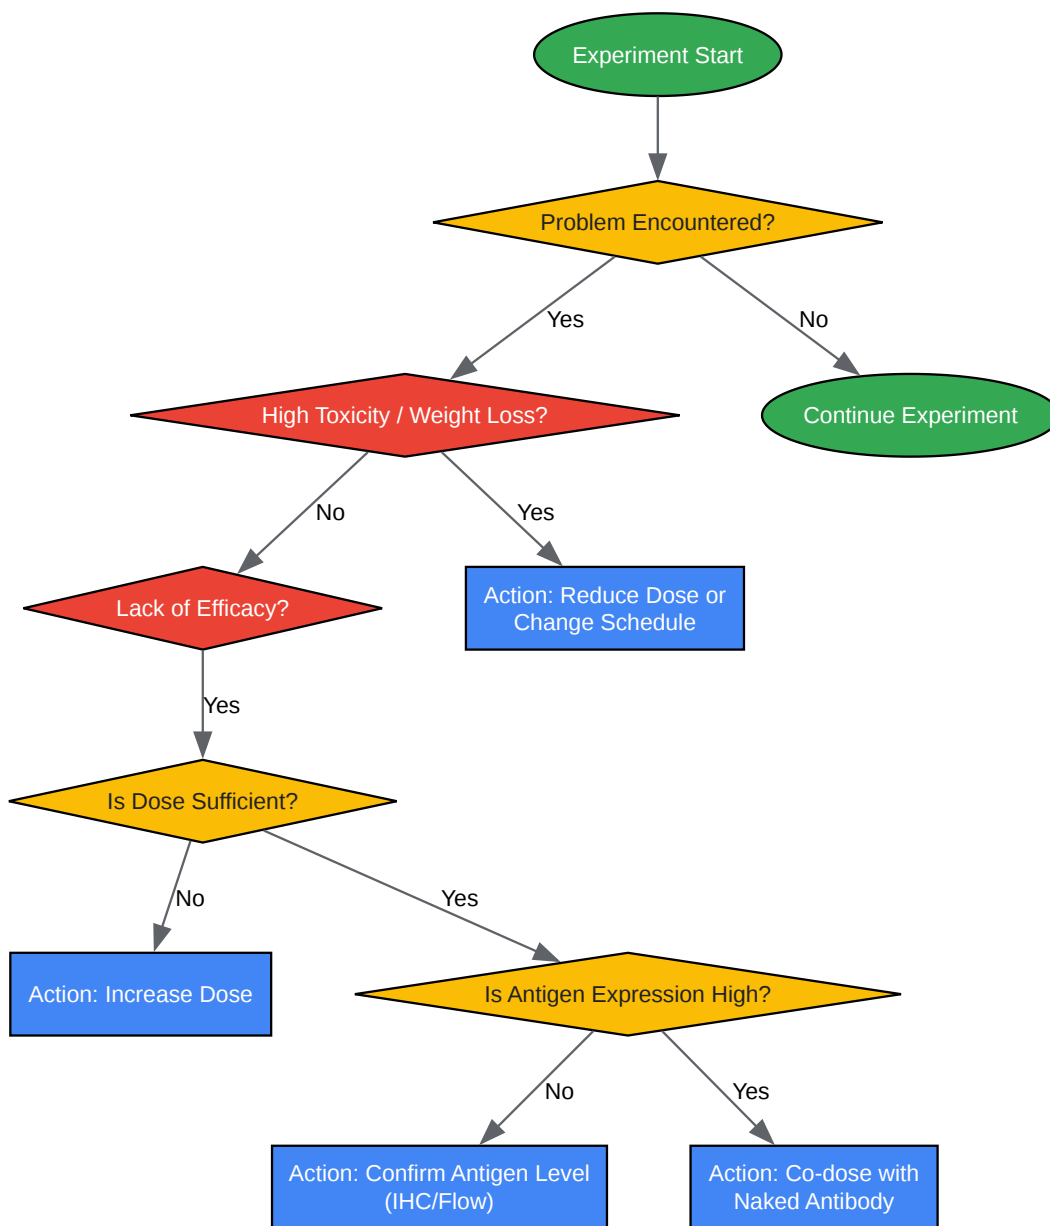 Experiment Start
Problem Encountered?
Yes
No
High Toxicity / Weight Loss?
Continue Experiment
No
Yes
Lack of Efficacy?
Action: Reduce Dose or
Change Schedule
Yes
Is Dose Sufficient?
No
Yes
Action: Increase Dose
Is Antigen Expression High?
No
Yes
Action: Confirm Antigen Level
(IHC/Flow)
Action: Co-dose with
Naked Antibody